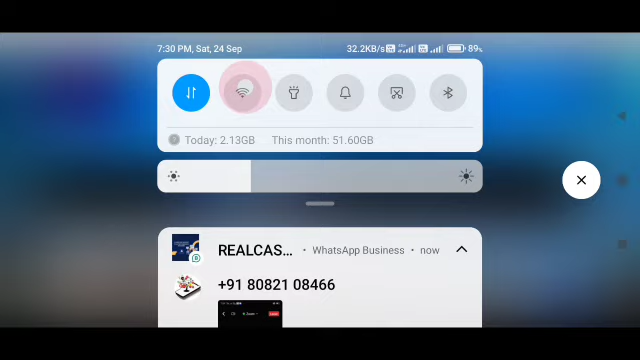 7:30 PM, Sat, 24 Sep
32.2KB/s 89%
Today: 2.13GB This month: 51.60GB
REALCAS... • WhatsApp Business • now
+91 80821 08466